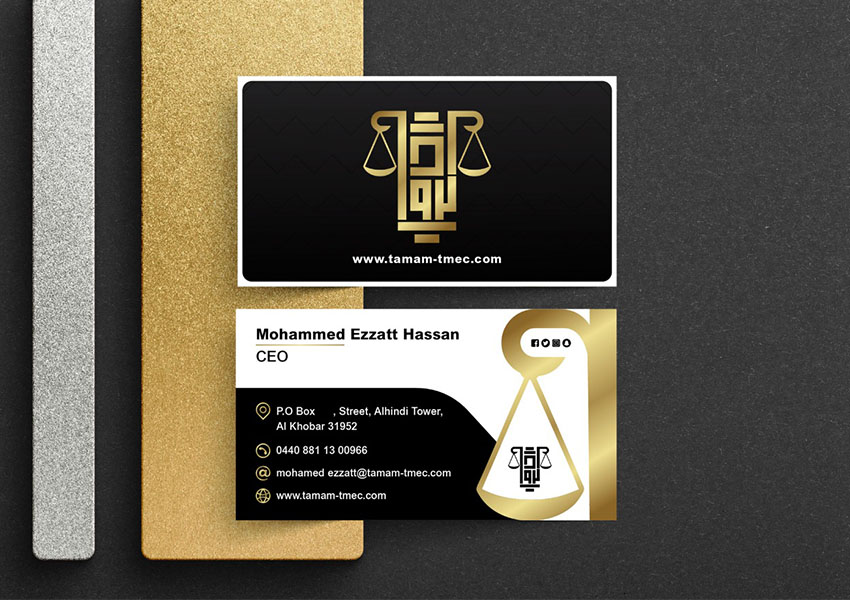 www.tamam-tmec.com
Mohammed Ezzatt Hassan
CEO
P.O Box , Street, Alhindi Tower,
Al Khobar 31952
0440 881 13 00966
mohamed ezzatt@tamam-tmec.com
www.tamam-tmec.com